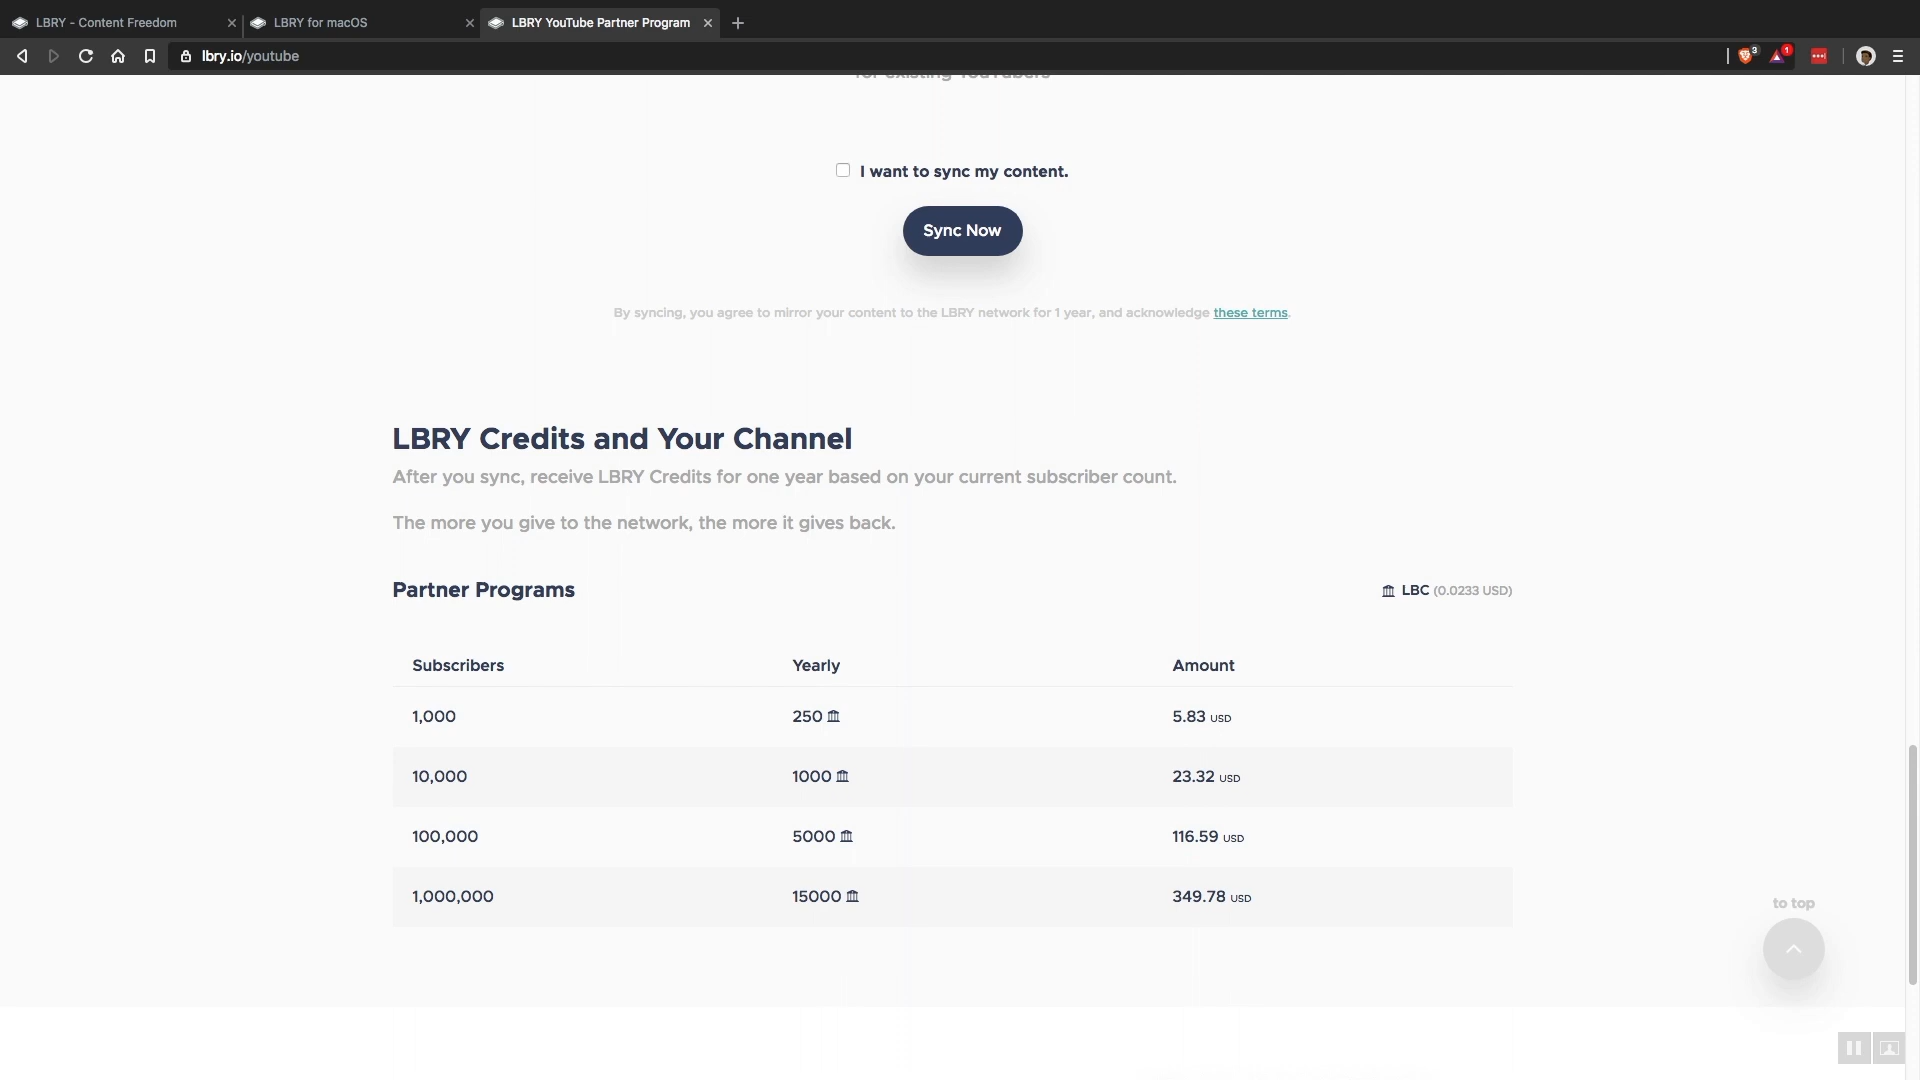 LBRY - Content Freedom
LBRY for macOS
LBRY YouTube Partner Program
lbry.io/youtube
3
1
for existing YouTubers
I want to sync my content.
Sync Now
By syncing, you agree to mirror your content to the LBRY network for 1 year, and acknowledge these terms.
LBRY Credits and Your Channel
After you sync, receive LBRY Credits for one year based on your current subscriber count.
The more you give to the network, the more it gives back.
Partner Programs
LBC (0.0233 USD)
Subscribers Yearly Amount
1,000 250 5.83 USD
10,000 1000 23.32 USD
100,000 5000 116.59 USD
1,000,000 15000 349.78 USD
to top